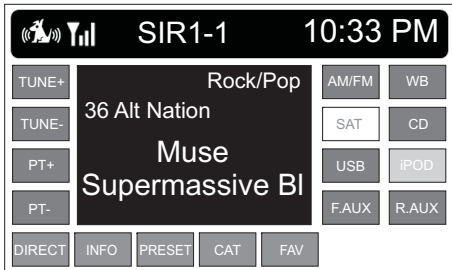 SIR1-1 10:33 PM
TUNE+ Rock/Pop AM/FM WB
36 Alt Nation
TUNE- SAT CD
Muse
PT+ USB iPOD
Supermassive Bl
PT- F.AUX R.AUX
DIRECT INFO PRESET CAT FAV